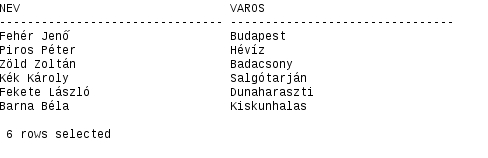 NEV VAROS
-------------------------------- --------------------------------
Fehér Jenő Budapest
Piros Péter Hévíz
Zöld Zoltán Badacsony
Kék Károly Salgótarján
Fekete László Dunaharaszti
Barna Béla Kiskunhalas
6 rows selected